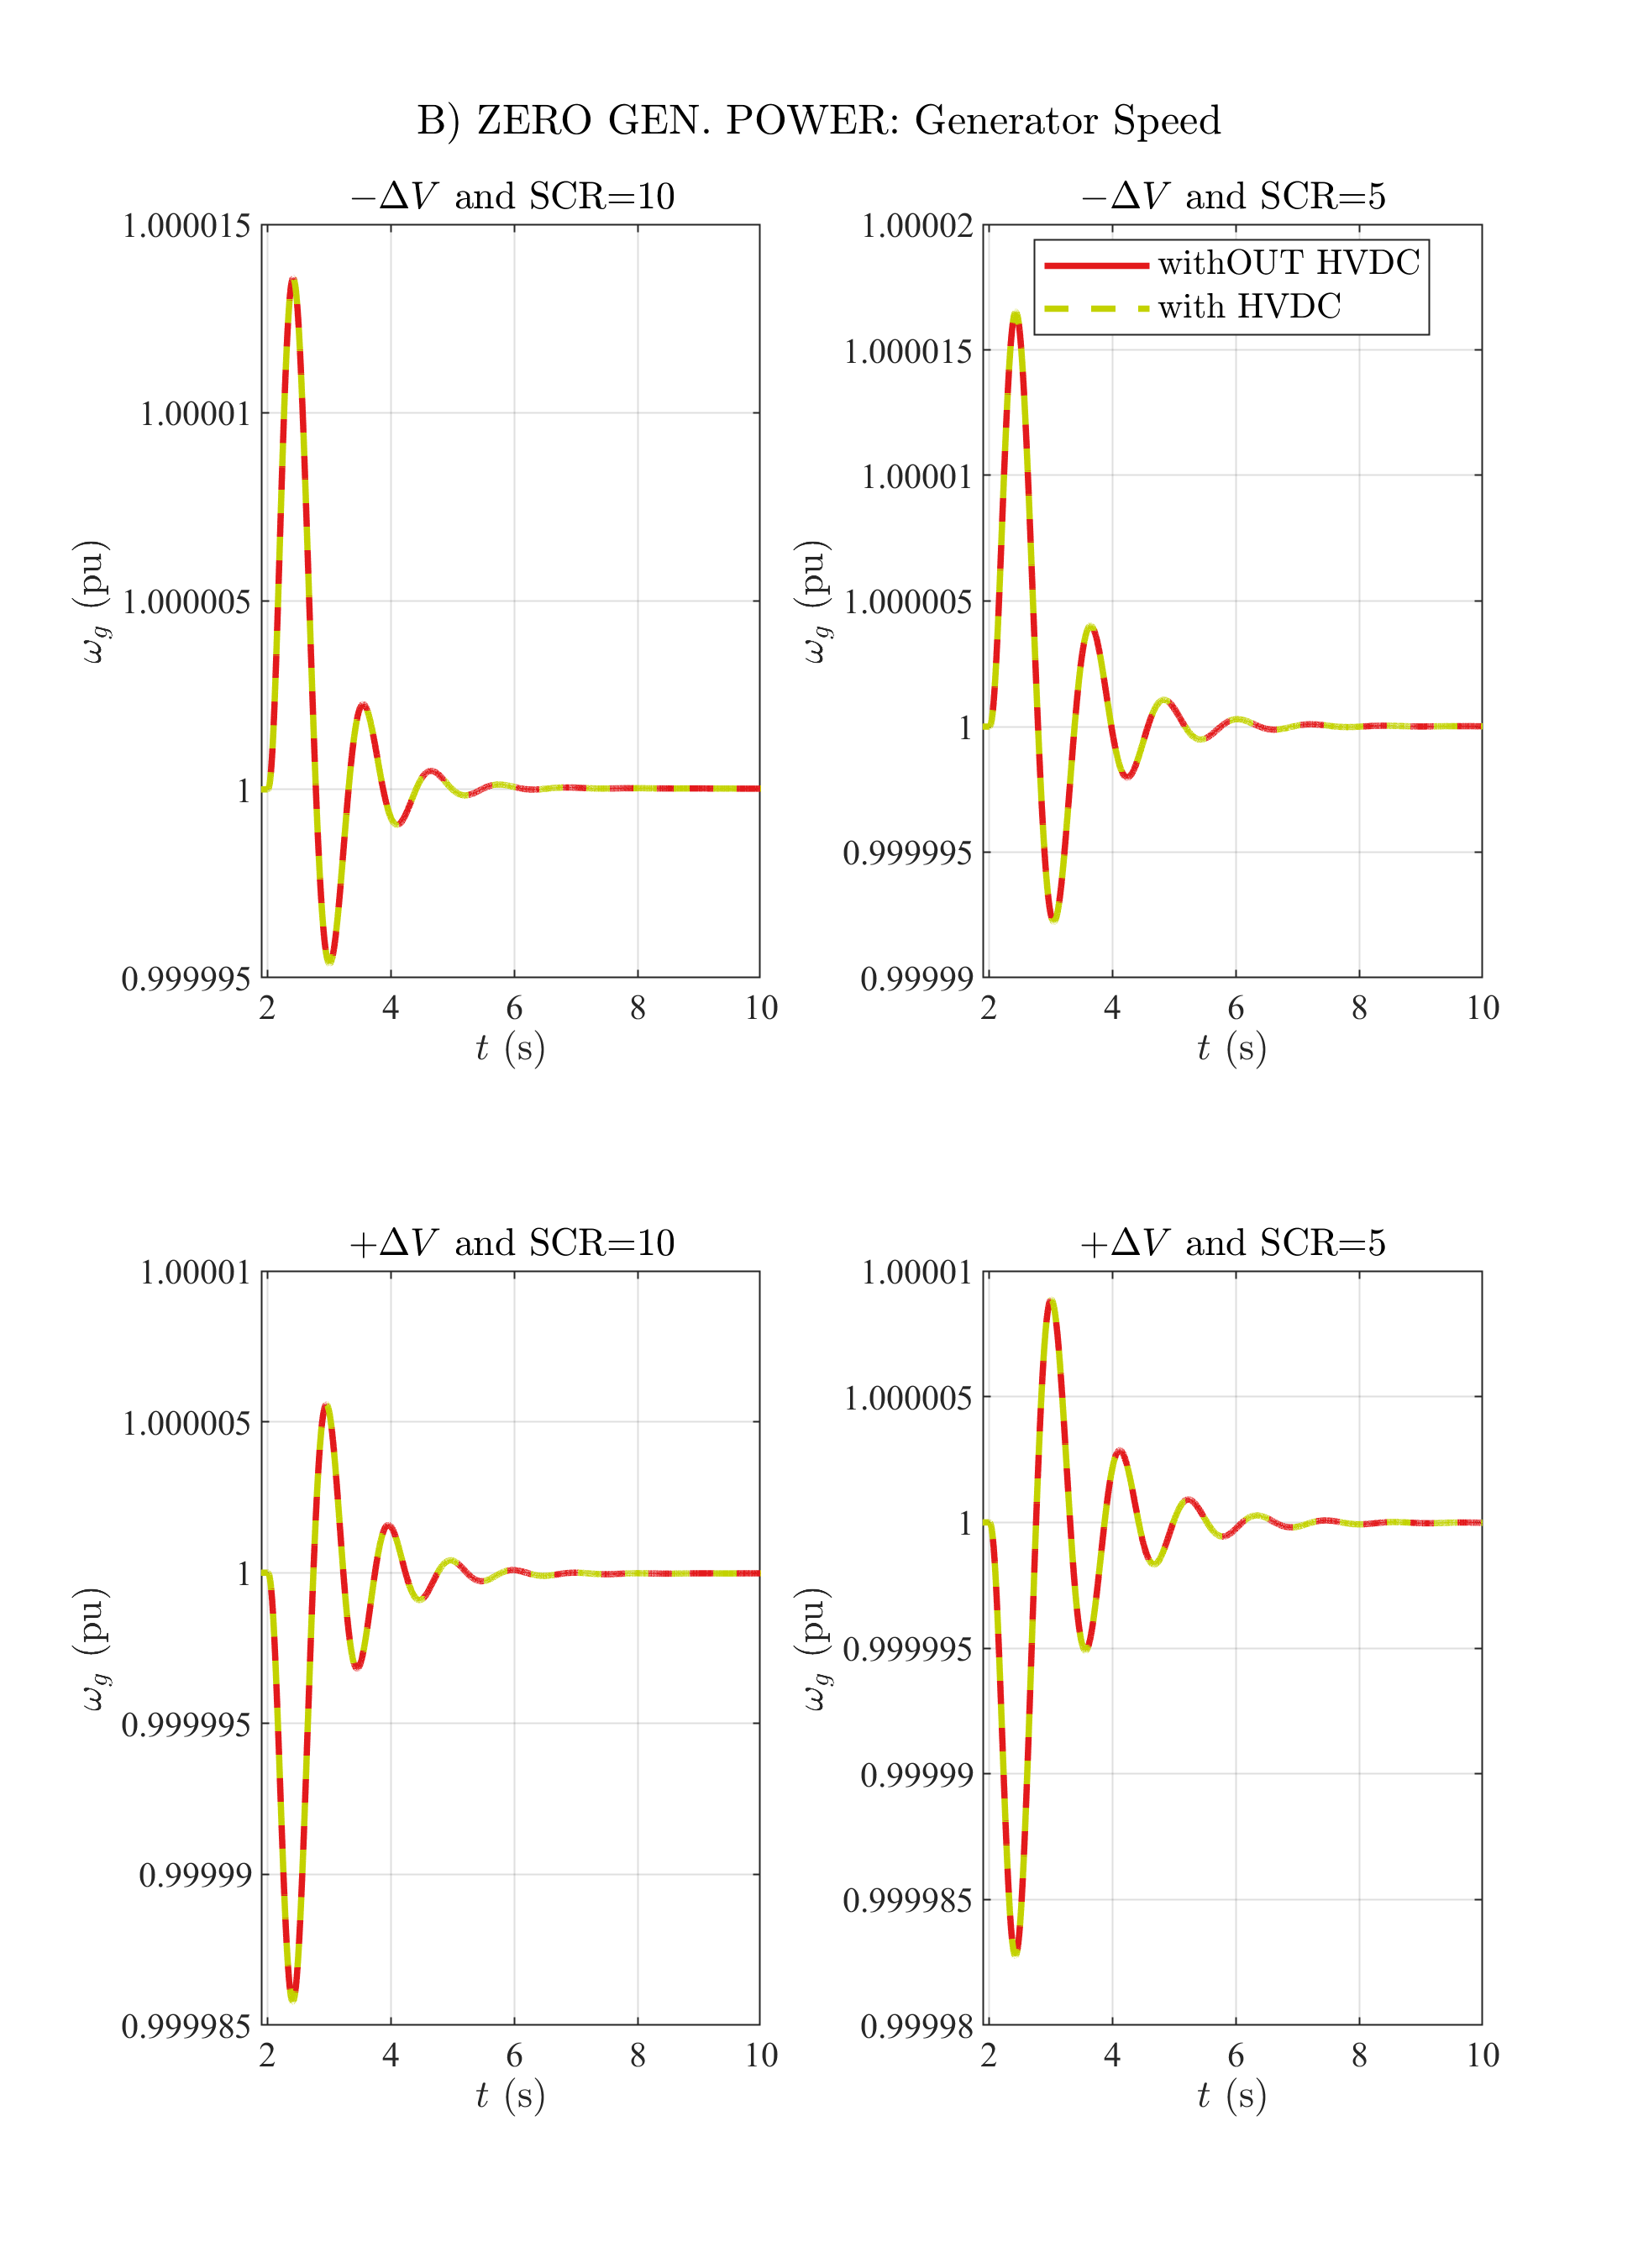 B) ZERO GEN. POWER: Generator Speed
−ΔV and SCR=10
1.000015
1.00001
1.000005
1
0.999995
ω_g (pu)
2 4 6 8 10
t (s)
−ΔV and SCR=5
withOUT HVDC
with HVDC
1.00002
1.000015
1.00001
1.000005
1
0.999995
0.99999
ω_g (pu)
2 4 6 8 10
t (s)
+ΔV and SCR=10
1.00001
1.000005
1
0.999995
0.99999
0.999985
ω_g (pu)
2 4 6 8 10
t (s)
+ΔV and SCR=5
1.00001
1.000005
1
0.999995
0.99999
0.999985
0.99998
ω_g (pu)
2 4 6 8 10
t (s)